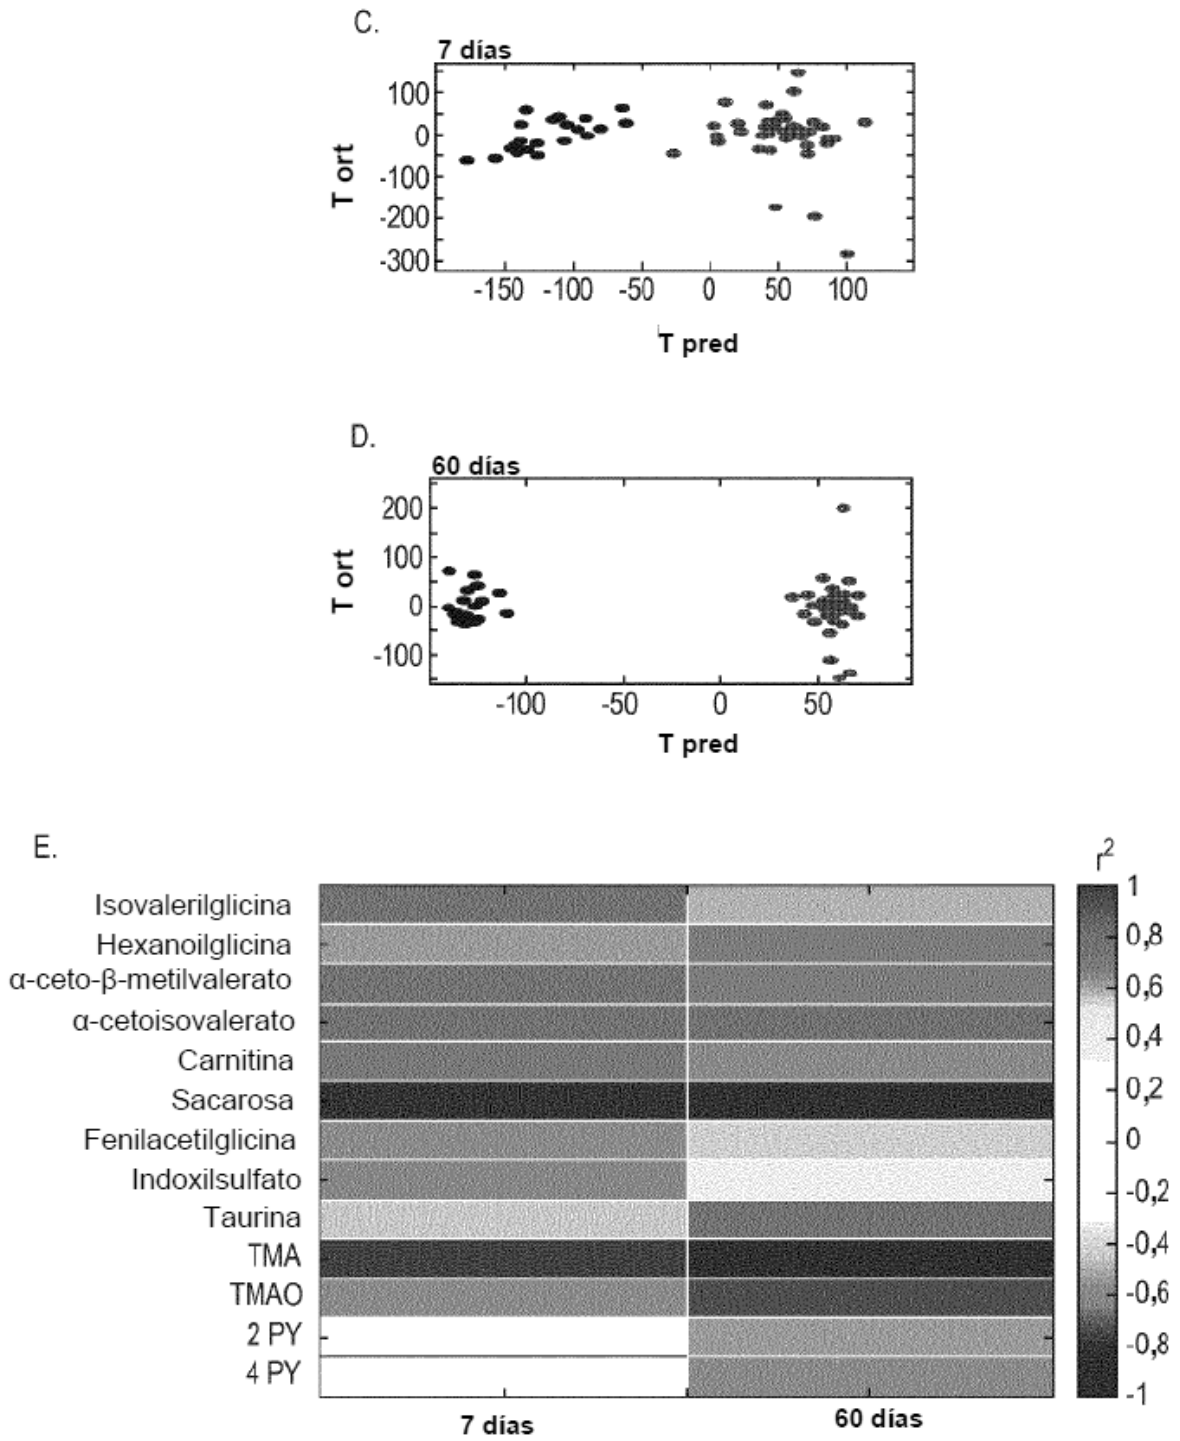 C.
7 días
100
0
-100
-200
-300
T ort
-150 -100 -50 0 50 100
T pred
D.
60 días
200
100
0
-100
T ort
-100 -50 0 50
T pred
E.
r²
Isovalerilglicina
Hexanoilglicina
α-ceto-β-metilvalerato
α-cetoisovalerato
Carnitina
Sacarosa
Fenilacetilglicina
Indoxilsulfato
Taurina
TMA
TMAO
2 PY
4 PY
1
0,8
0,6
0,4
0,2
0
-0,2
-0,4
-0,6
-0,8
-1
7 días 60 días